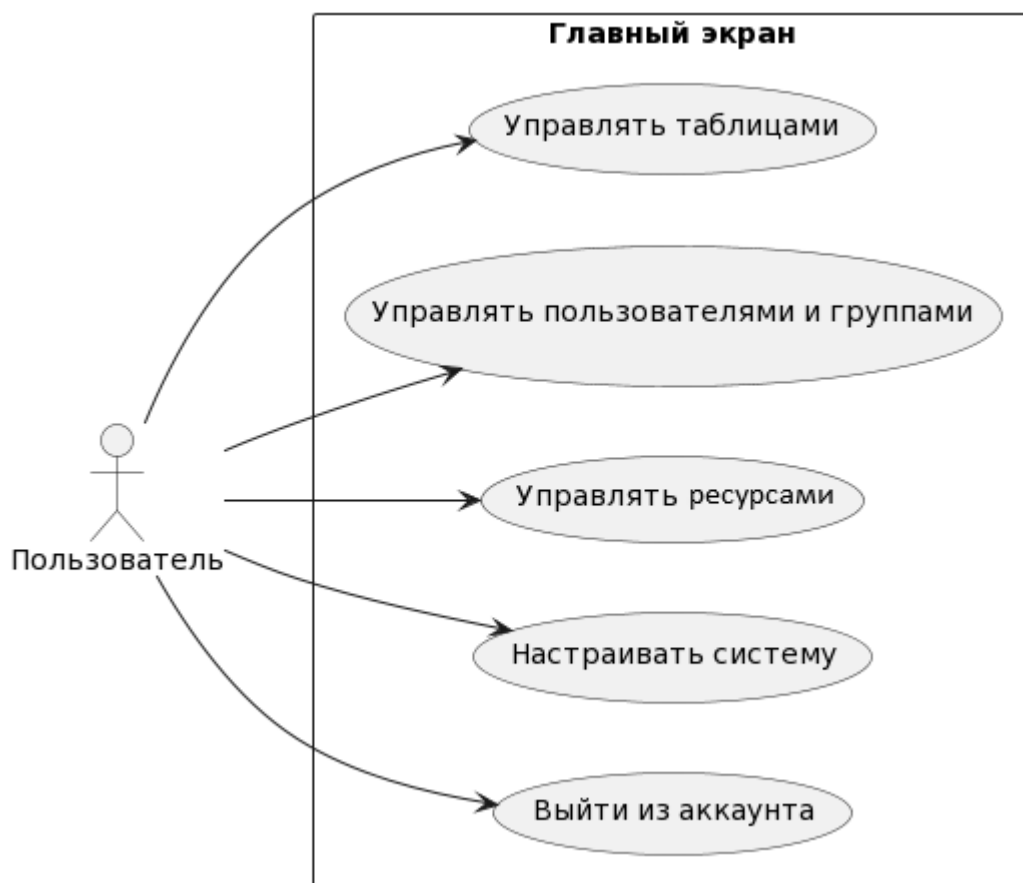 Главный экран
Управлять таблицами
Управлять пользователями и группами
Управлять ресурсами
Пользователь
Настраивать систему
Выйти из аккаунта